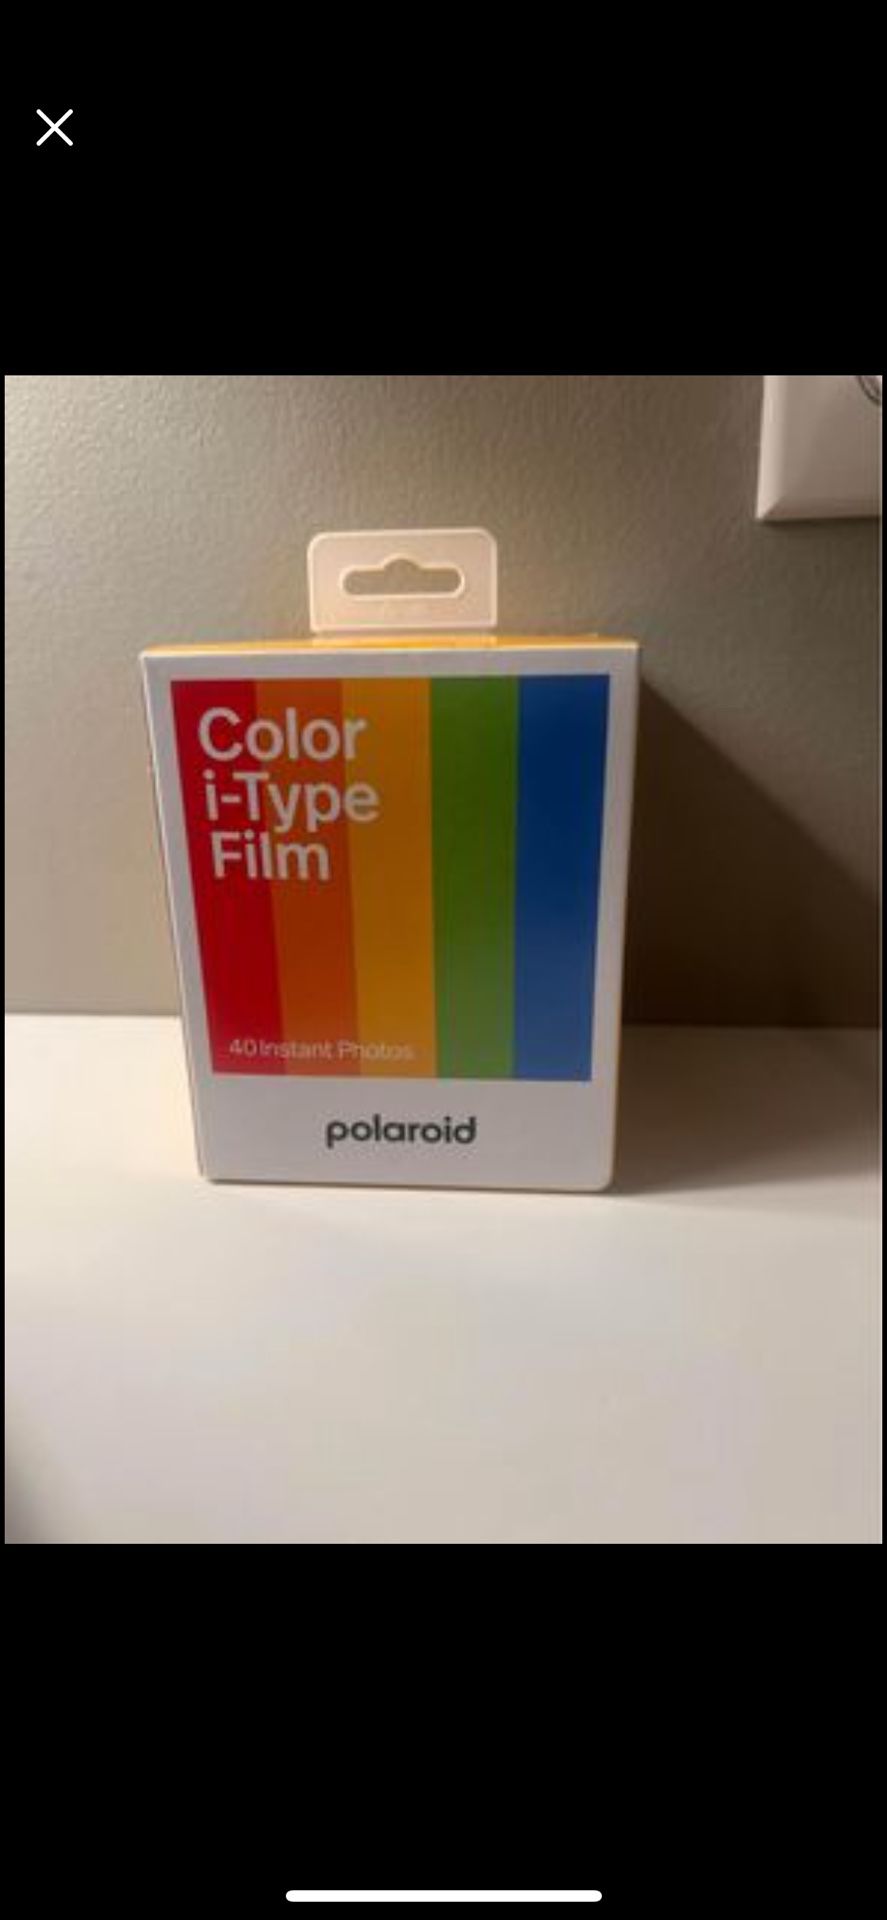 Color
i-Type
Film
40 Instant Photos
polaroid